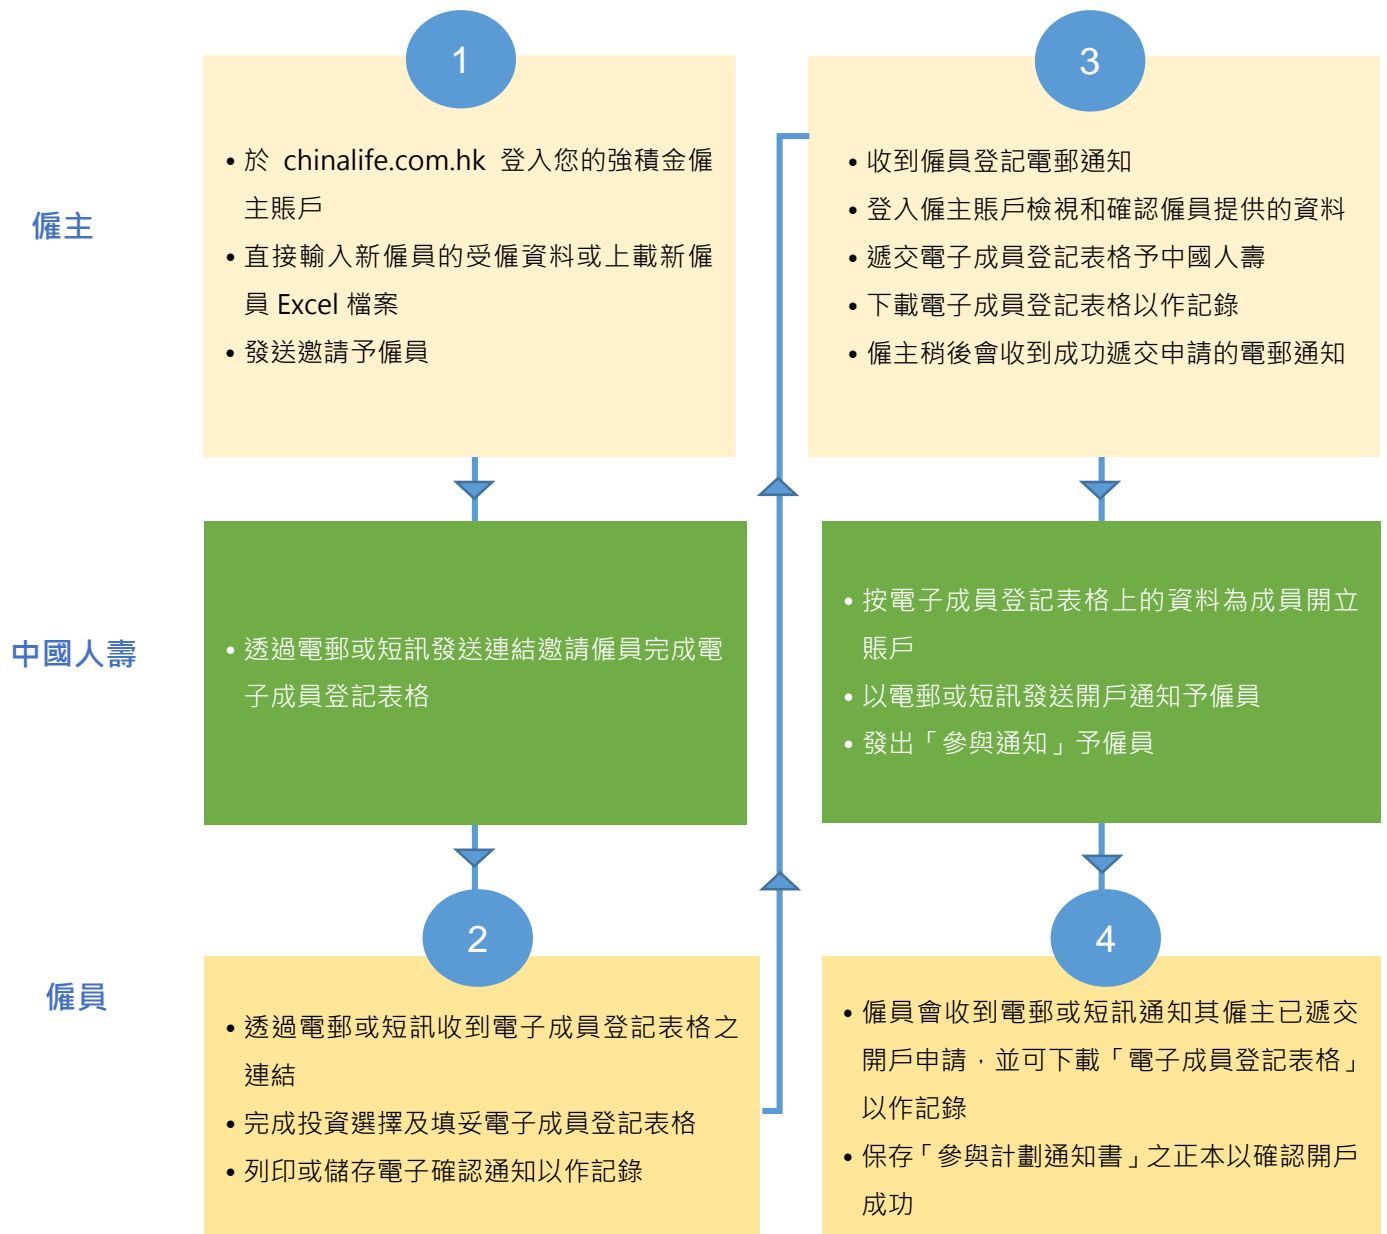 1
僱主
• 於 chinalife.com.hk 登入您的強積金僱
主賬戶
• 直接輸入新僱員的受僱資料或上載新僱
員 Excel 檔案
• 發送邀請予僱員
中國人壽
• 透過電郵或短訊發送連結邀請僱員完成電
子成員登記表格
2
僱員
• 透過電郵或短訊收到電子成員登記表格之
連結
• 完成投資選擇及填妥電子成員登記表格
• 列印或儲存電子確認通知以作記錄
3
• 收到僱員登記電郵通知
• 登入僱主賬戶檢視和確認僱員提供的資料
• 遞交電子成員登記表格予中國人壽
• 下載電子成員登記表格以作記錄
• 僱主稍後會收到成功遞交申請的電郵通知
• 按電子成員登記表格上的資料為成員開立
賬戶
• 以電郵或短訊發送開戶通知予僱員
• 發出「參與通知」予僱員
4
• 僱員會收到電郵或短訊通知其僱主已遞交
開戶申請，並可下載「電子成員登記表格」
以作記錄
• 保存「參與計劃通知書」之正本以確認開戶
成功